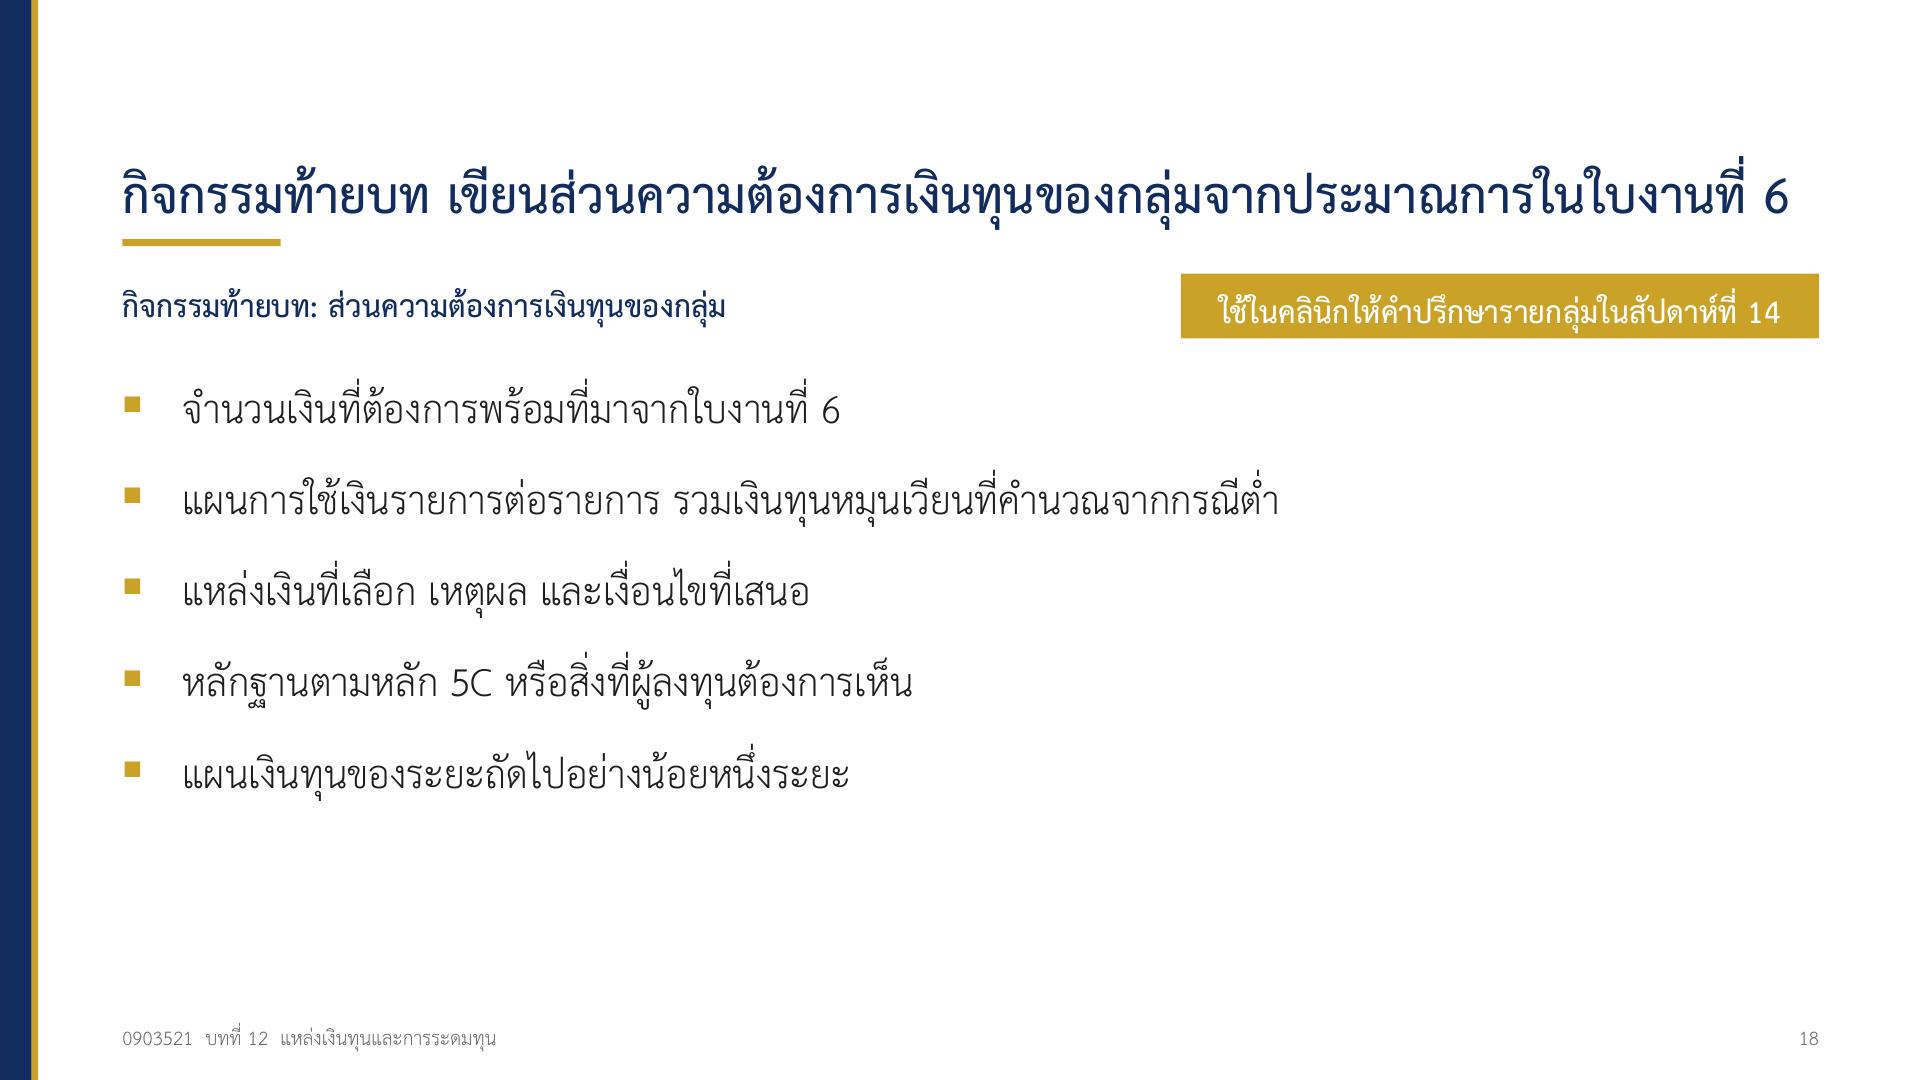 กิจกรรมท้ายบท เขียนส่วนความต้องการเงินทุนของกลุ่มจากประมาณการในใบงานที่ 6
กิจกรรมท้ายบท: ส่วนความต้องการเงินทุนของกลุ่ม
ใช้ในคลินิกให้คำปรึกษารายกลุ่มในสัปดาห์ที่ 14
จำนวนเงินที่ต้องการพร้อมที่มาจากใบงานที่ 6
แผนการใช้เงินรายการต่อรายการ รวมเงินทุนหมุนเวียนที่คำนวณจากกรณีต่ำ
แหล่งเงินที่เลือก เหตุผล และเงื่อนไขที่เสนอ
หลักฐานตามหลัก 5C หรือสิ่งที่ผู้ลงทุนต้องการเห็น
แผนเงินทุนของระยะถัดไปอย่างน้อยหนึ่งระยะ
0903521 บทที่ 12 แหล่งเงินทุนและการระดมทุน
18